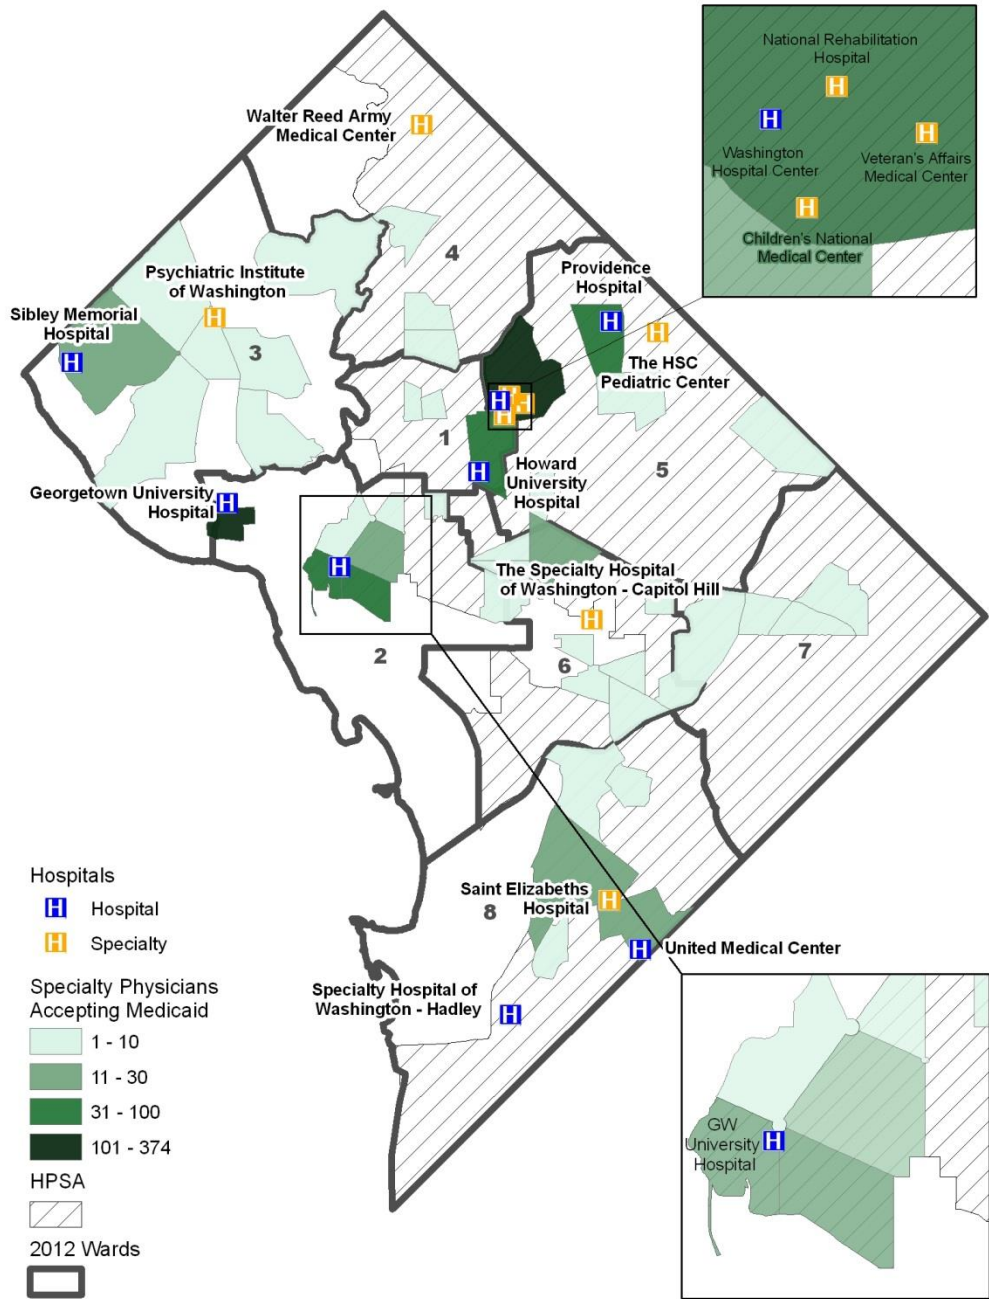 National Rehabilitation
Hospital
H
H
H
Washington
Hospital Center
Veteran's Affairs
Medical Center
H
Children's National
Medical Center
Walter Reed Army
Medical Center
H
4
Providence
Hospital
H
Psychiatric Institute
of Washington
H
Sibley Memorial
Hospital
H
3
H
The HSC
Pediatric Center
H
H
H
H
1
H
Howard
University
Hospital
5
Georgetown University
Hospital
H
H
The Specialty Hospital
of Washington - Capitol Hill
H
2
6
7
Saint Elizabeths
Hospital
H
8
H
United Medical Center
Specialty Hospital of
Washington - Hadley
H
Hospitals
H Hospital
H Specialty
Specialty Physicians
Accepting Medicaid
1 - 10
11 - 30
31 - 100
101 - 374
HPSA
2012 Wards
GW
University
Hospital
H